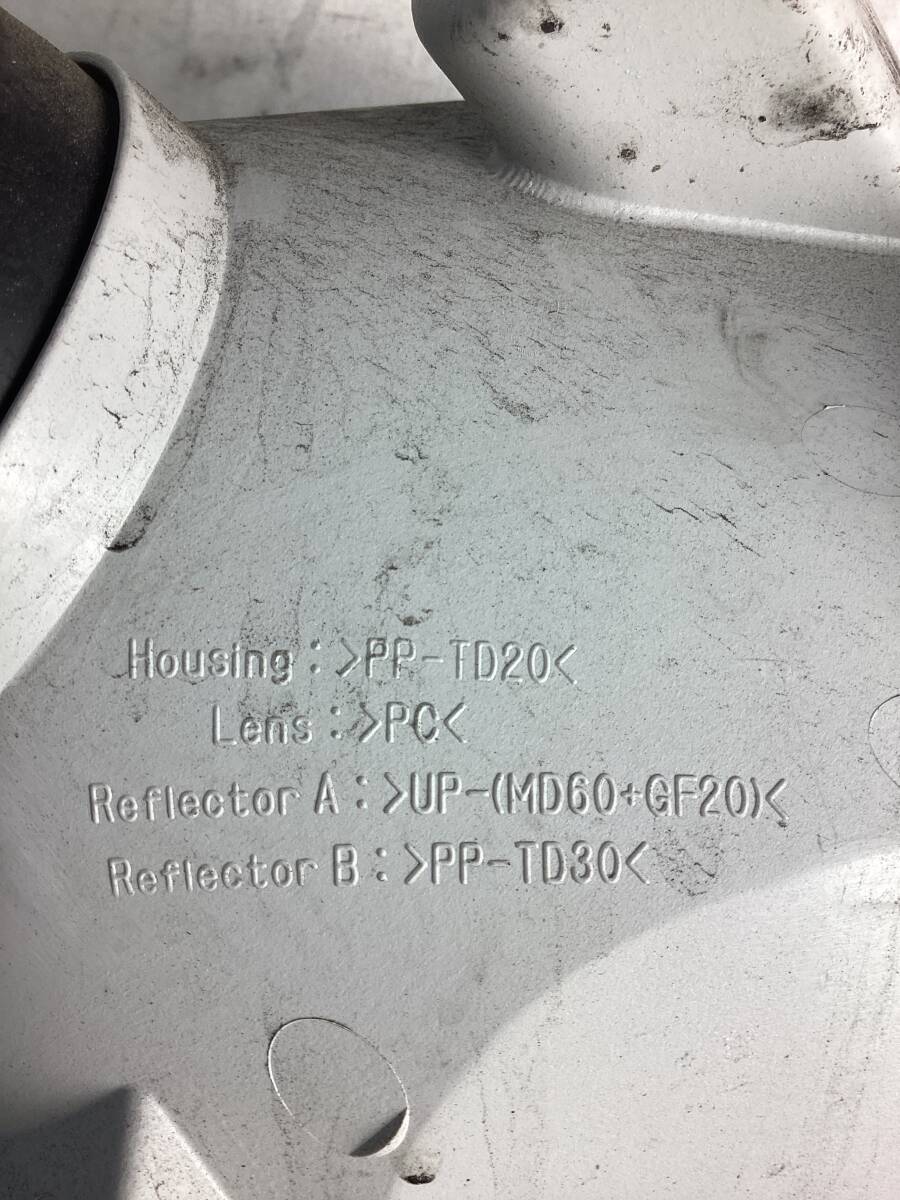 Housing:>PP-TD20<
Lens:>PC<
Reflector A:>UP-(MD60+GF20)<
Reflector B:>PP-TD30<